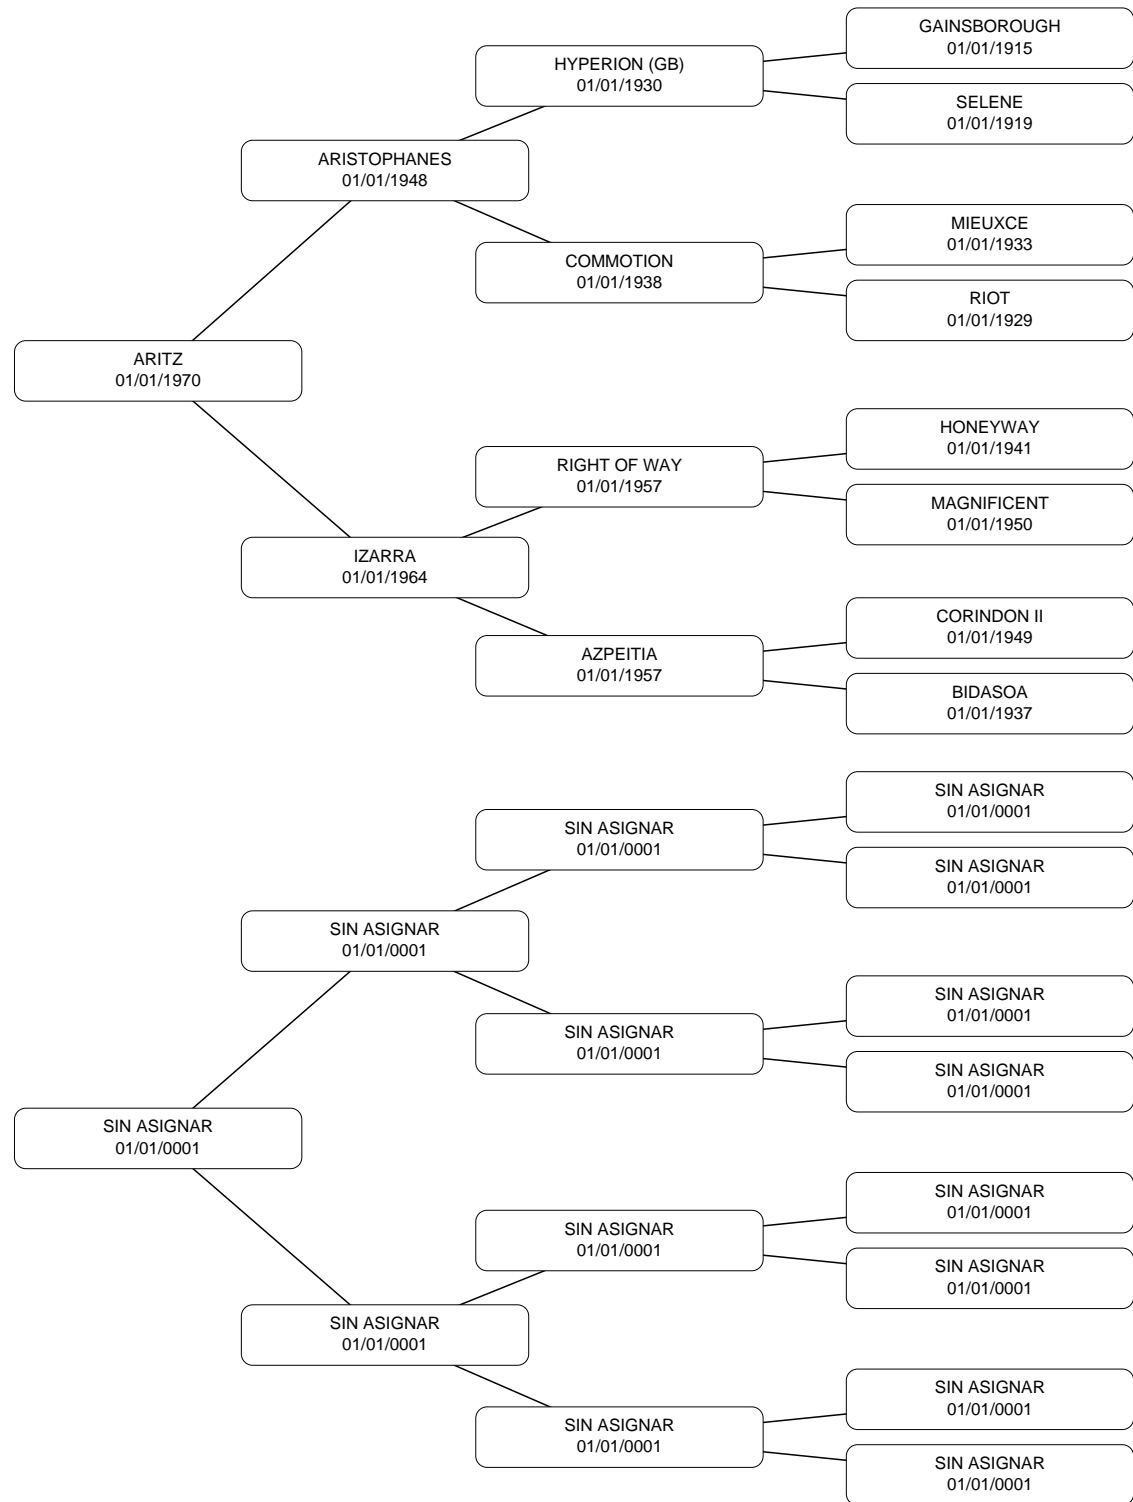 GAINSBOROUGH
01/01/1915
HYPERION (GB)
01/01/1930
SELENE
01/01/1919
ARISTOPHANES
01/01/1948
MIEUXCE
01/01/1933
COMMOTION
01/01/1938
RIOT
01/01/1929
ARITZ
01/01/1970
HONEYWAY
01/01/1941
RIGHT OF WAY
01/01/1957
MAGNIFICENT
01/01/1950
IZARRA
01/01/1964
CORINDON II
01/01/1949
AZPEITIA
01/01/1957
BIDASOA
01/01/1937
SIN ASIGNAR
01/01/0001
SIN ASIGNAR
01/01/0001
SIN ASIGNAR
01/01/0001
SIN ASIGNAR
01/01/0001
SIN ASIGNAR
01/01/0001
SIN ASIGNAR
01/01/0001
SIN ASIGNAR
01/01/0001
SIN ASIGNAR
01/01/0001
SIN ASIGNAR
01/01/0001
SIN ASIGNAR
01/01/0001
SIN ASIGNAR
01/01/0001
SIN ASIGNAR
01/01/0001
SIN ASIGNAR
01/01/0001
SIN ASIGNAR
01/01/0001
SIN ASIGNAR
01/01/0001